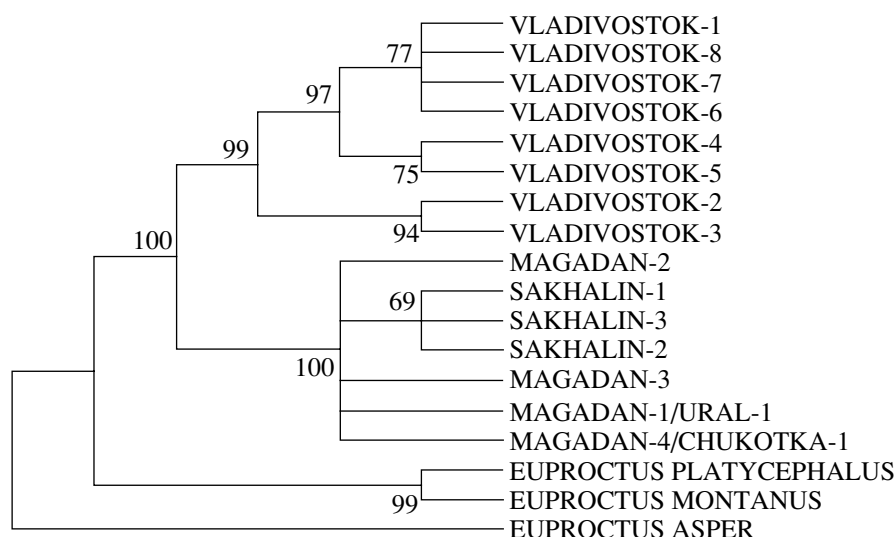 VLADIVOSTOK-1
77
VLADIVOSTOK-8
VLADIVOSTOK-7
97
VLADIVOSTOK-6
99
VLADIVOSTOK-4
75
VLADIVOSTOK-5
VLADIVOSTOK-2
94
VLADIVOSTOK-3
100
MAGADAN-2
SAKHALIN-1
69
SAKHALIN-3
SAKHALIN-2
100
MAGADAN-3
MAGADAN-1/URAL-1
MAGADAN-4/CHUKOTKA-1
EUPROCTUS PLATYCEPHALUS
99
EUPROCTUS MONTANUS
EUPROCTUS ASPER